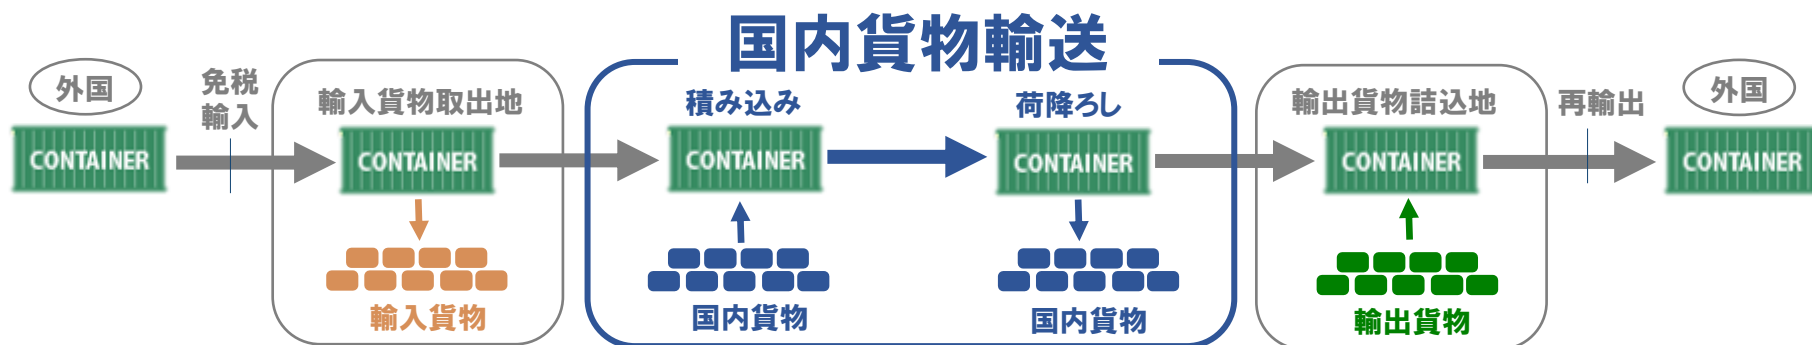 国内貨物輸送
外国
免税
輸入
輸入貨物取出地
積み込み
荷降ろし
輸出貨物詰込地
再輸出
外国
CONTAINER
CONTAINER
CONTAINER
CONTAINER
CONTAINER
CONTAINER
輸入貨物
国内貨物
国内貨物
輸出貨物